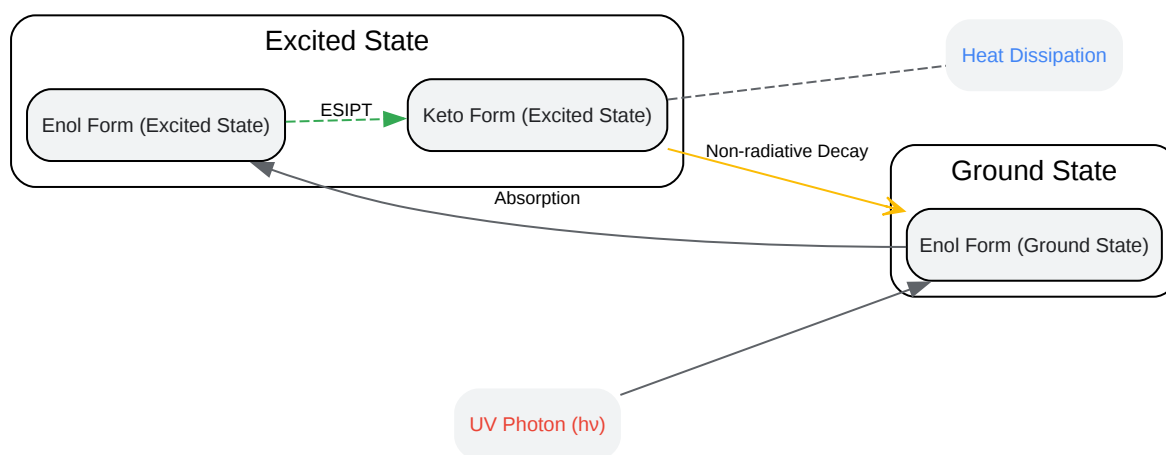 Excited State
Heat Dissipation
Enol Form (Excited State)
ESIPT
Keto Form (Excited State)
Non-radiative Decay
Ground State
Absorption
Enol Form (Ground State)
UV Photon (hν)